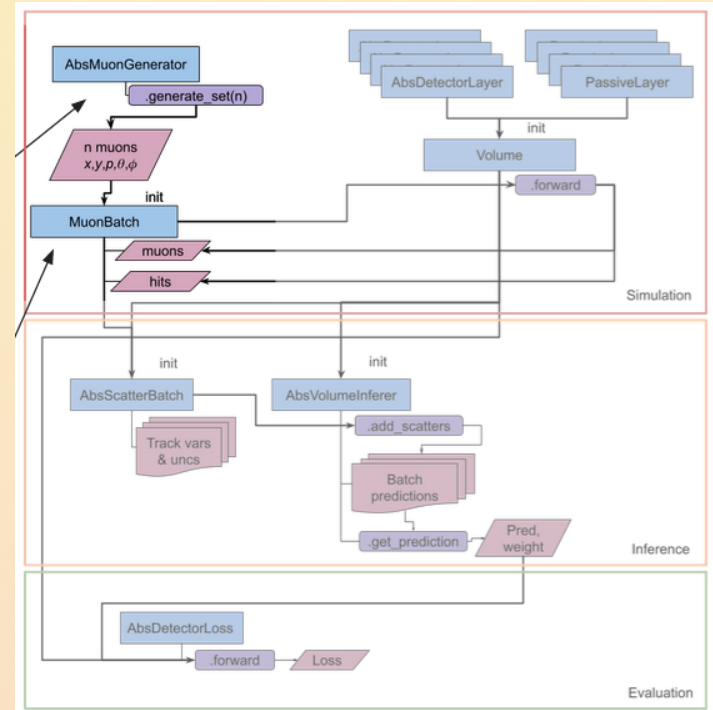 AbsMuonGenerator
.generate_set(n)
n muons
x,y,p,θ,ϕ
init
MuonBatch
muons
hits
AbsDetectorLayer
PassiveLayer
init
Volume
.forward
Simulation
init
init
AbsScatterBatch
AbsVolumeInferer
Track vars
& uncs
.add_scatters
Batch
predictions
.get_prediction
Pred,
weight
Inference
AbsDetectorLoss
.forward
Loss
Evaluation